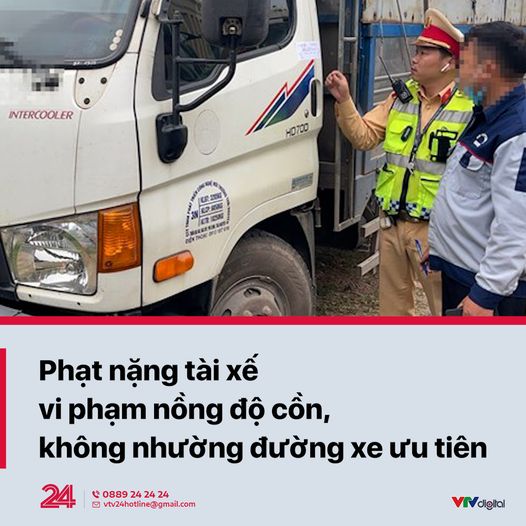 INTERCOOLER
HD700
Phạt nặng tài xế
vi phạm nồng độ cồn,
không nhường đường xe ưu tiên
24
0889 24 24 24
vtv24hotline@gmail.com
VTVdigital